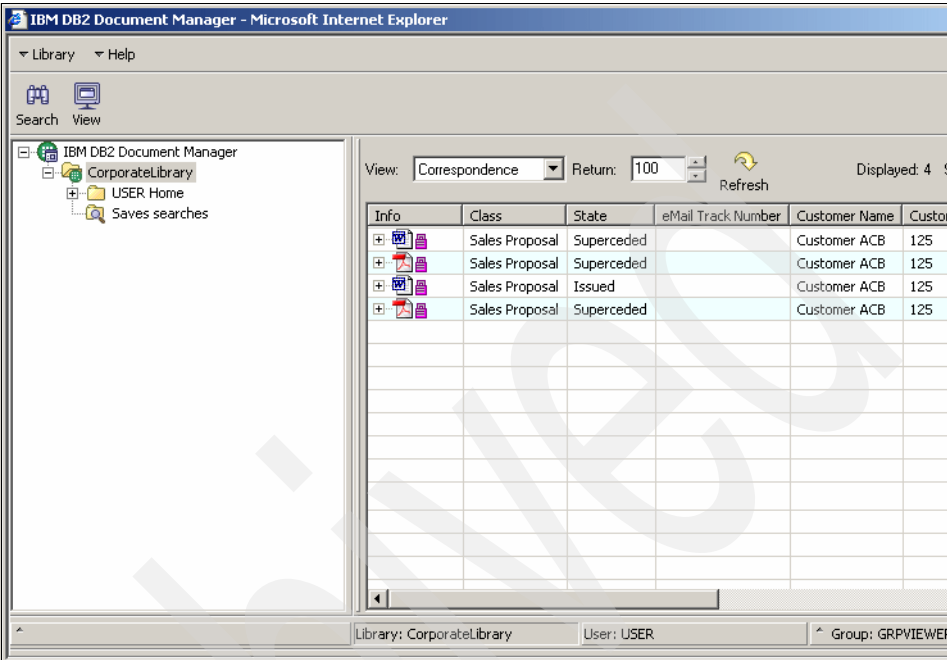 IBM DB2 Document Manager - Microsoft Internet Explorer
Library Help
Search View
IBM DB2 Document Manager
CorporateLibrary
USER Home
Saves searches
View: Correspondence Return: 100 Refresh Displayed: 4
Info Class State eMail Track Number Customer Name
Sales Proposal Superceded Customer ACB 125
Sales Proposal Superceded Customer ACB 125
Sales Proposal Issued Customer ACB 125
Sales Proposal Superceded Customer ACB 125
Library: CorporateLibrary User: USER Group: GRPVIEWER